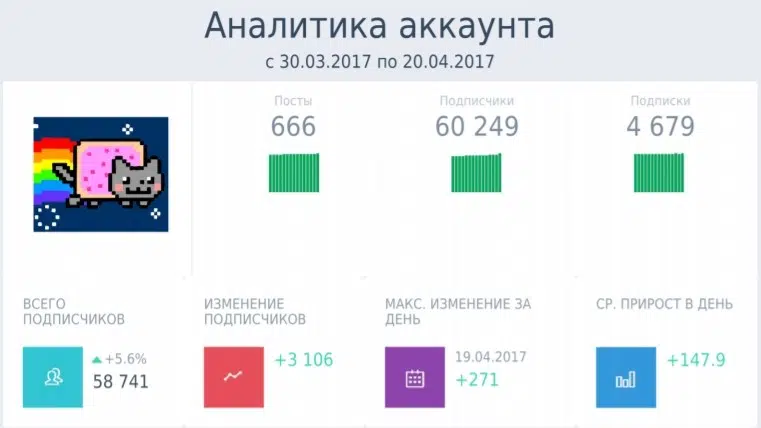 Аналитика аккаунта
с 30.03.2017 по 20.04.2017
Посты
666
Подписчики
60 249
Подписки
4 679
ВСЕГО
ПОДПИСЧИКОВ
+5.6%
58 741
ИЗМЕНЕНИЕ
ПОДПИСЧИКОВ
+3 106
МАКС. ИЗМЕНЕНИЕ ЗА
ДЕНЬ
19.04.2017
+271
СР. ПРИРОСТ В ДЕНЬ
+147.9